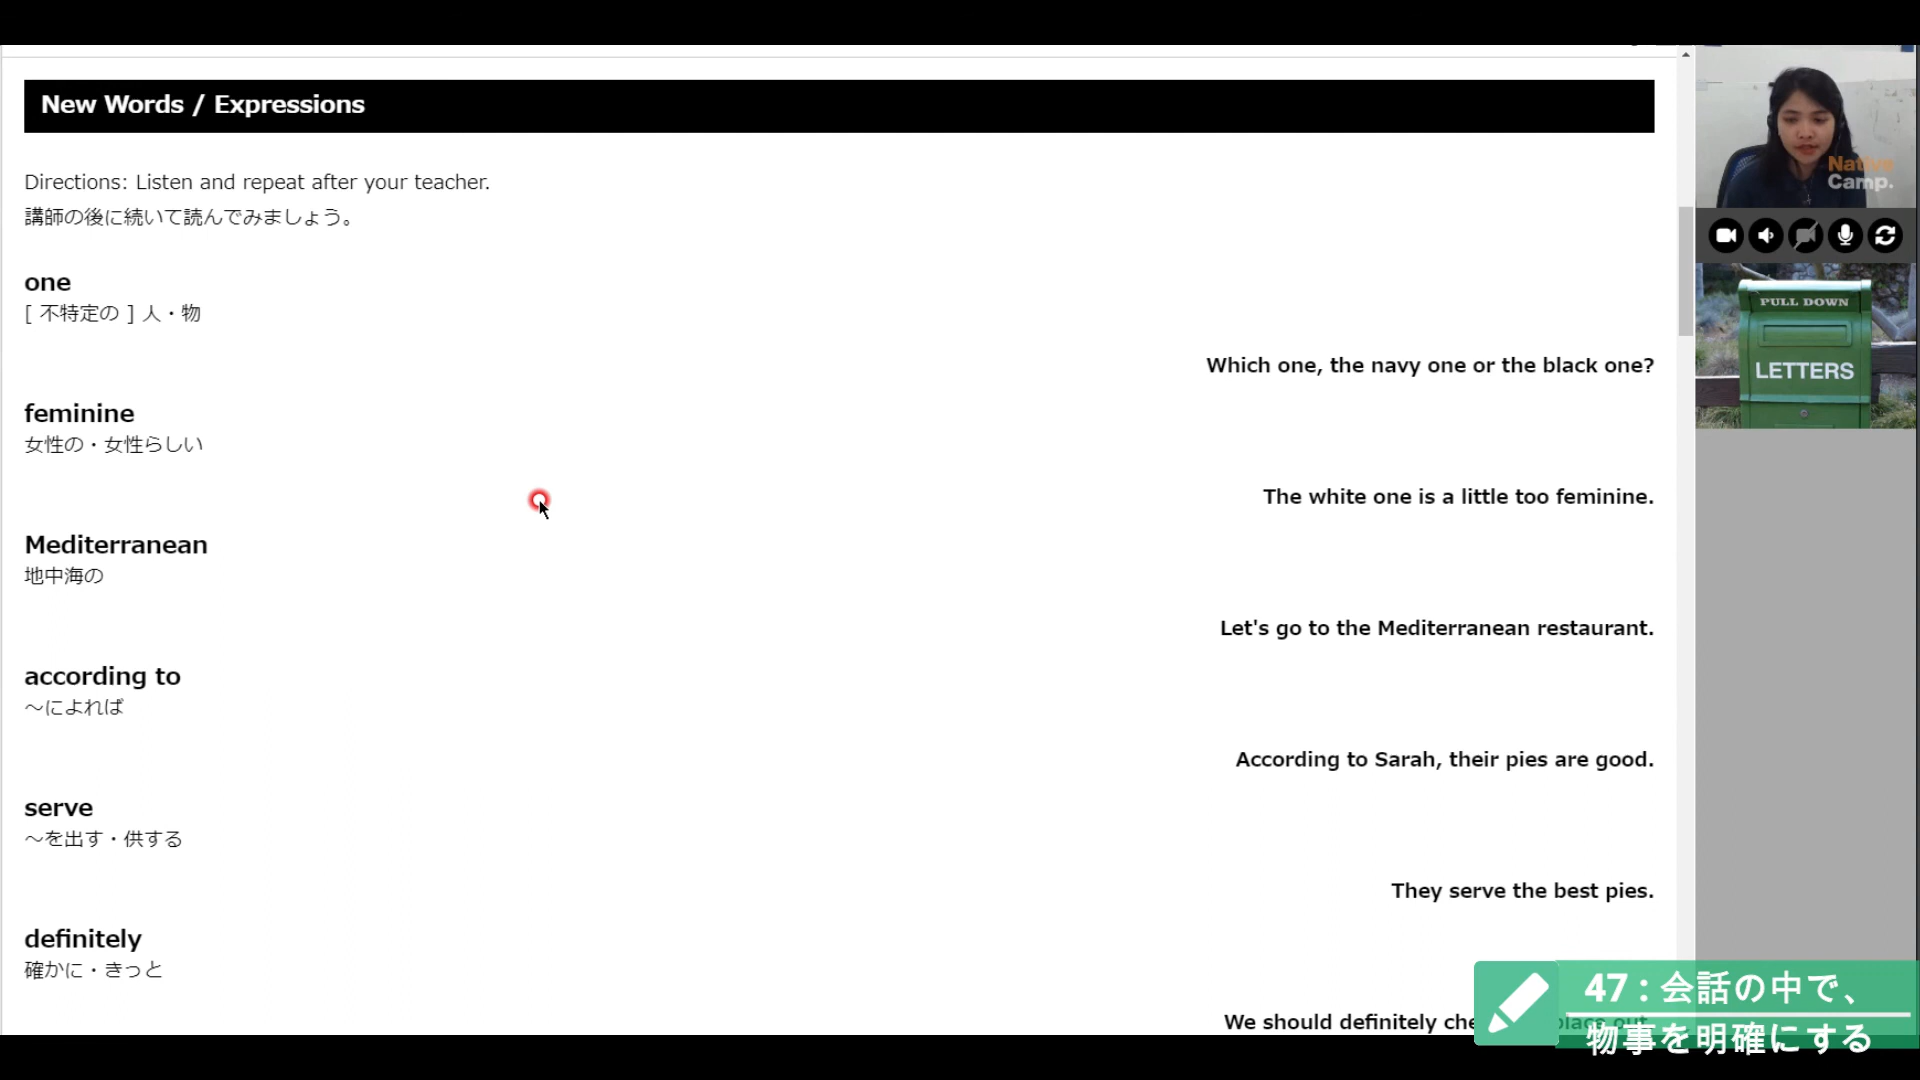 New Words / Expressions
Directions: Listen and repeat after your teacher.
講師の後に続いて読んでみましょう。
one
[ 不特定の ] 人・物
Which one, the navy one or the black one?
feminine
女性の・女性らしい
The white one is a little too feminine.
Mediterranean
地中海の
Let's go to the Mediterranean restaurant.
according to
～によれば
According to Sarah, their pies are good.
serve
～を出す・供する
They serve the best pies.
definitely
確かに・きっと
We should definitely che place out.
Native
Camp.
PULL DOWN
LETTERS
47：会話の中で、
物事を明確にする